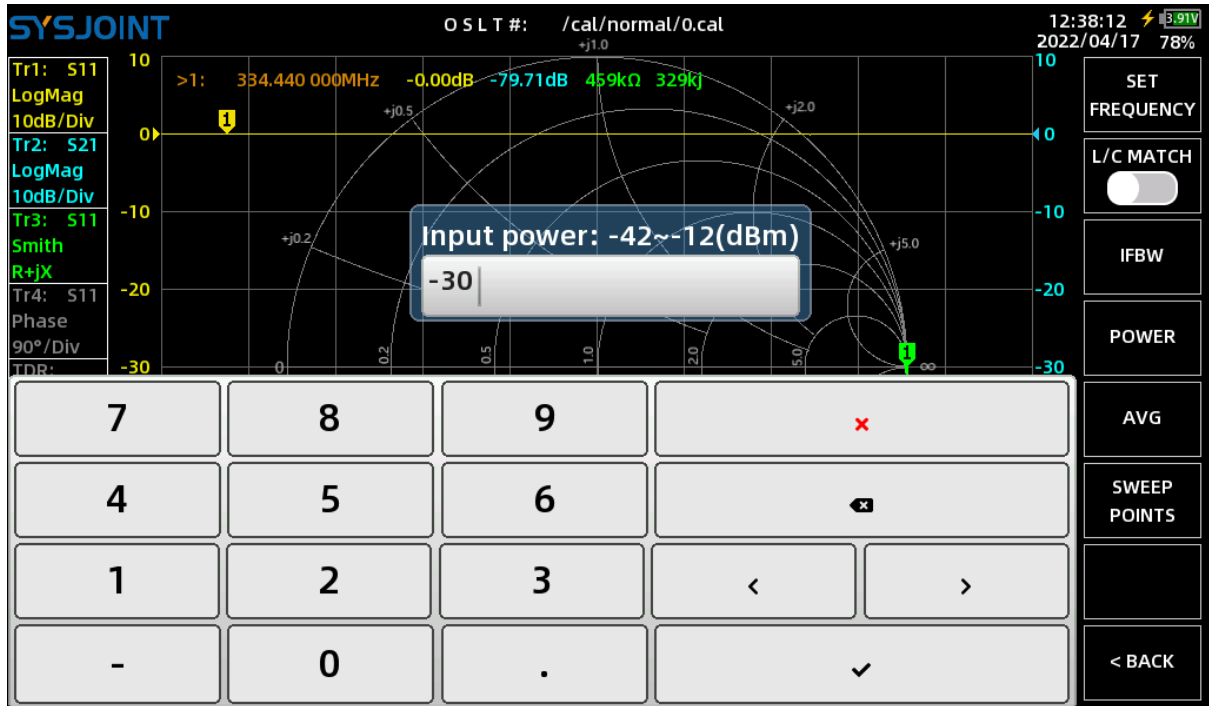 SYSJOINT
O S L T #: /cal/normal/0.cal
12:38:12 3.91V
2022/04/17 78%
Tr1: S11
LogMag
10dB/Div
Tr2: S21
LogMag
10dB/Div
Tr3: S11
Smith
R+jX
Tr4: S11
Phase
90°/Div
TDR:
10
0
-10
-20
-30
>1: 334.440 000MHz -0.00dB -79.71dB 459kΩ 329kj
1
+j1.0
+j0.5
+j2.0
+j0.2
+j5.0
0
0.2
0.5
1.0
2.0
5.0
∞
1
10
0
-10
-20
-30
Input power: -42~-12(dBm)
-30
SET
FREQUENCY
L/C MATCH
IFBW
POWER
AVG
SWEEP
POINTS
< BACK
7 8 9 ×
4 5 6
1 2 3 < >
- 0 . ✓